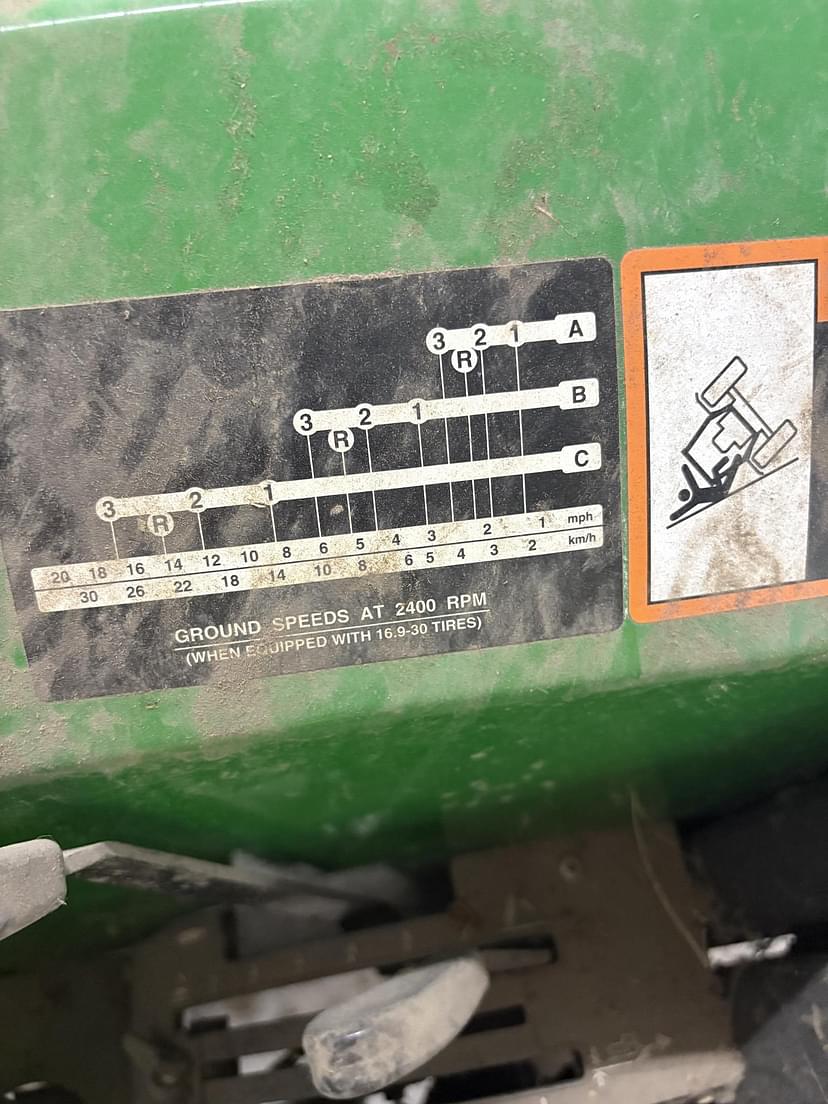 3 2 1 A
R
3 2 1 B
R
3 2 1 C
R
20 18 16 14 12 10 8 6 5 4 3 2 1 mph
30 26 22 18 14 10 8 6 5 4 3 2 km/h
GROUND SPEEDS AT 2400 RPM
(WHEN EQUIPPED WITH 16.9-30 TIRES)